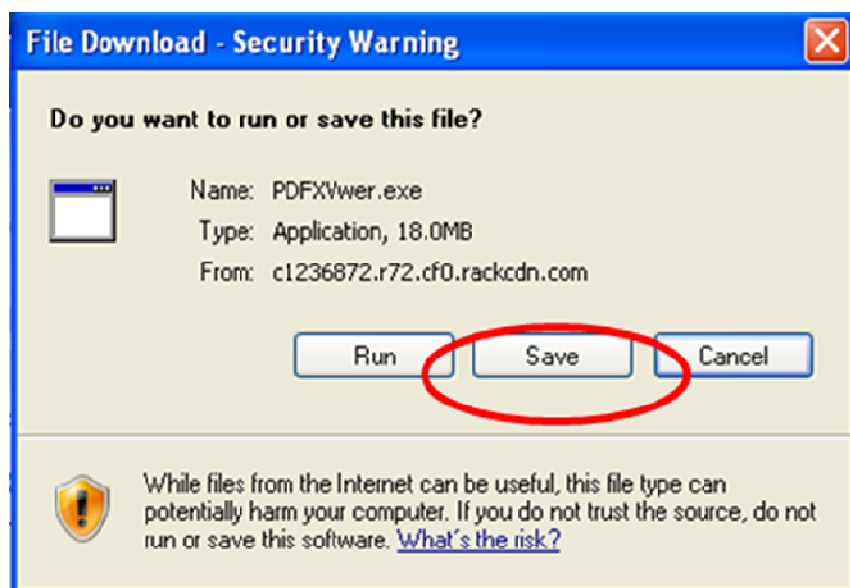 File Download - Security Warning
Do you want to run or save this file?
Name: PDFXVwer.exe
Type: Application, 18.0MB
From: c1236872.r72.cf0.rackcdn.com
Run Save Cancel
While files from the Internet can be useful, this file type can
potentially harm your computer. If you do not trust the source, do not
run or save this software. What's the risk?